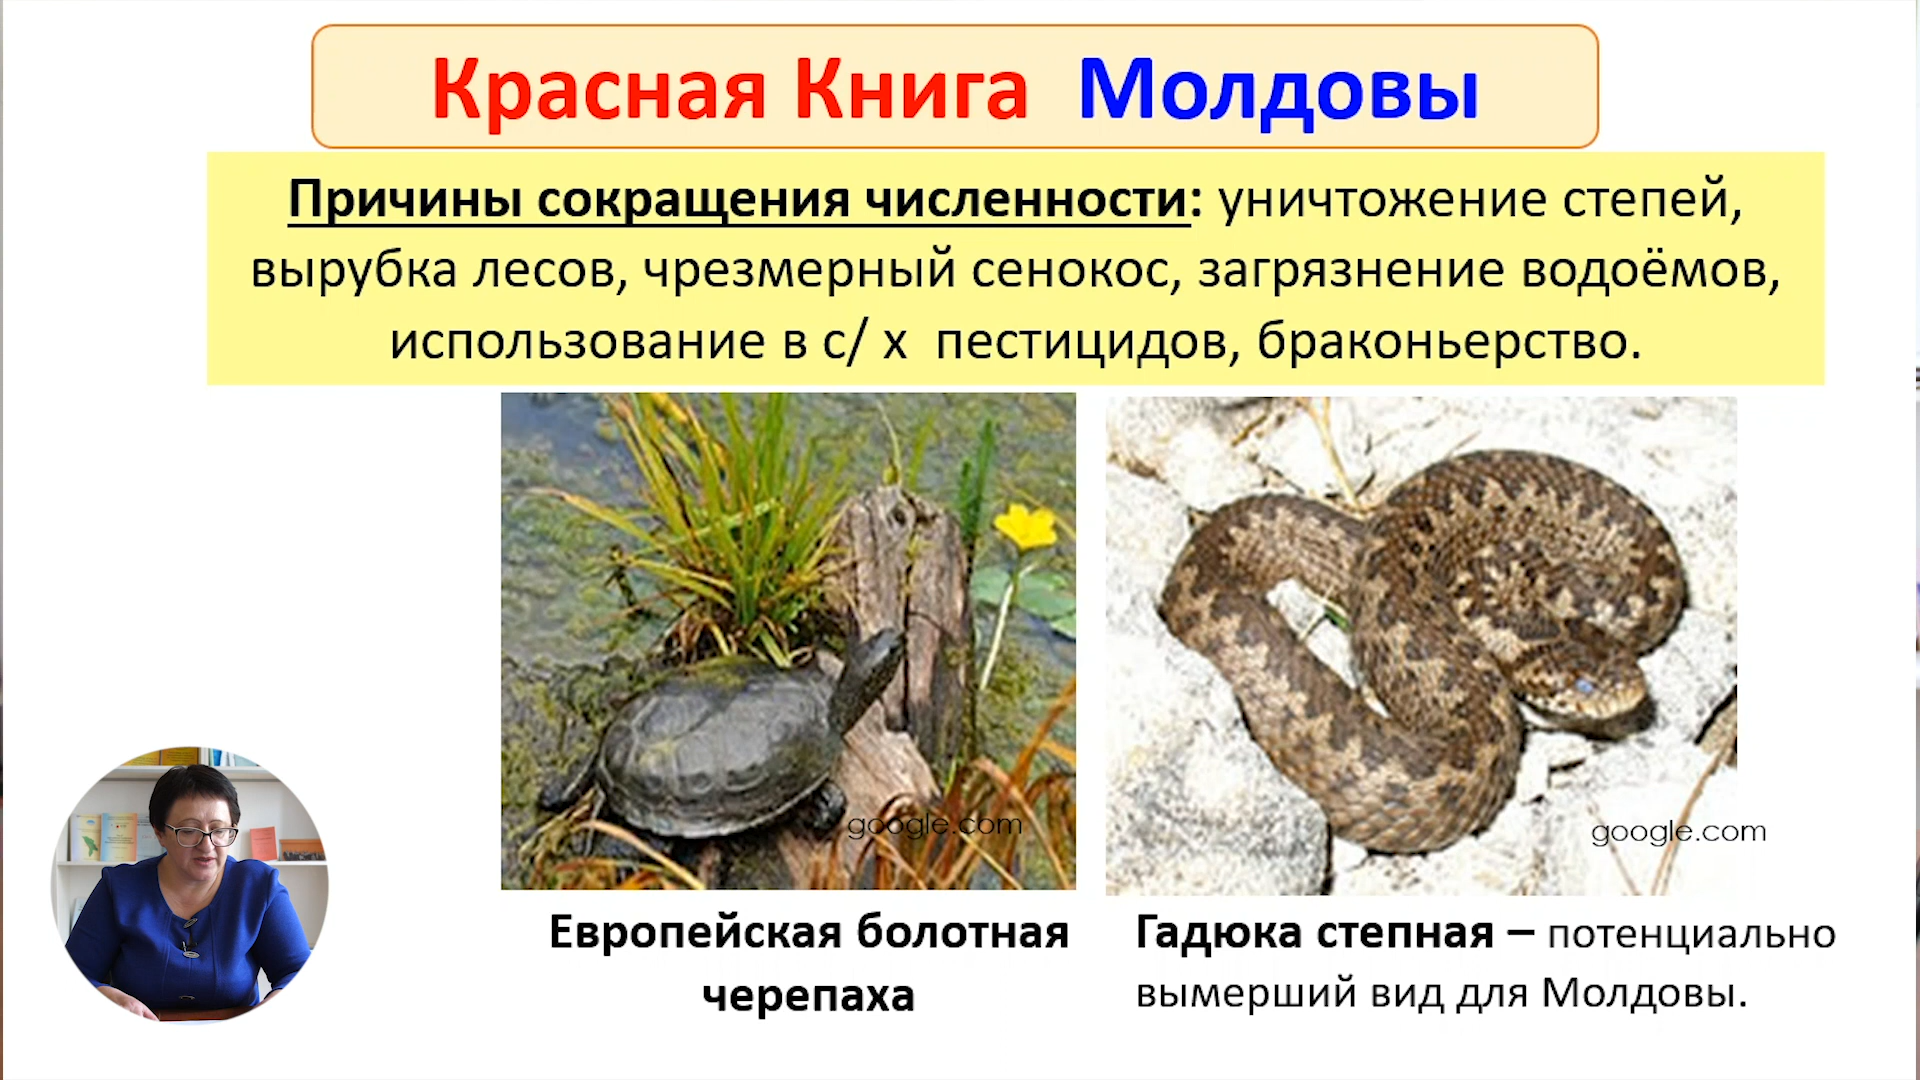 Красная Книга Молдовы
Причины сокращения численности: уничтожение степей,
вырубка лесов, чрезмерный сенокос, загрязнение водоёмов,
использование в с/ х пестицидов, браконьерство.
google.com
google.com
Европейская болотная
черепаха
Гадюка степная – потенциально
вымерший вид для Молдовы.